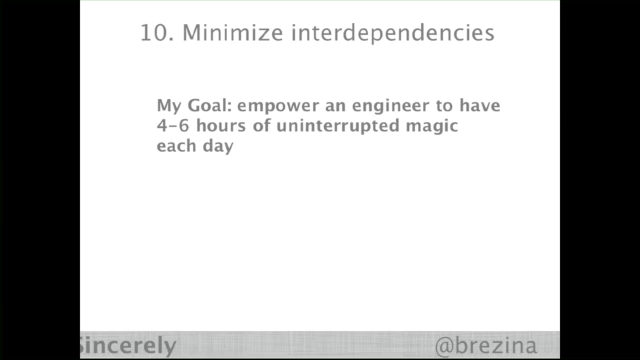 10. Minimize interdependencies
My Goal: empower an engineer to have
4-6 hours of uninterrupted magic
each day
Sincerely
@brezina